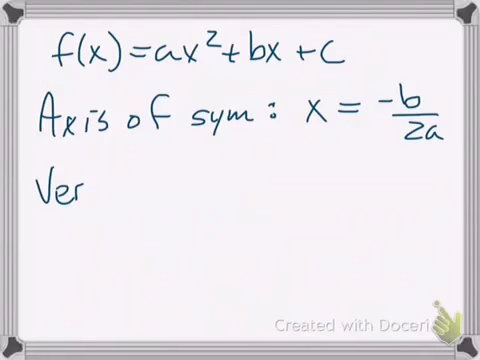 f(x)=ax²+bx+c
Axis of sym: x = -b/2a
Ver
Created with Doceri